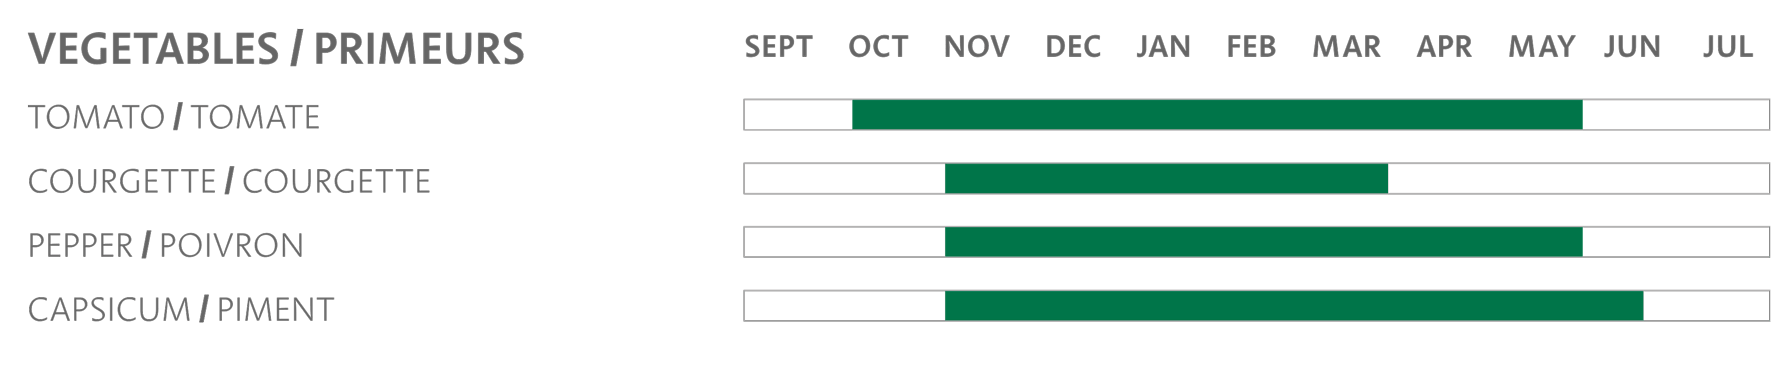 VEGETABLES / PRIMEURS SEPT OCT NOV DEC JAN FEB MAR APR MAY JUN JUL
TOMATO / TOMATE
COURGETTE / COURGETTE
PEPPER / POIVRON
CAPSICUM / PIMENT